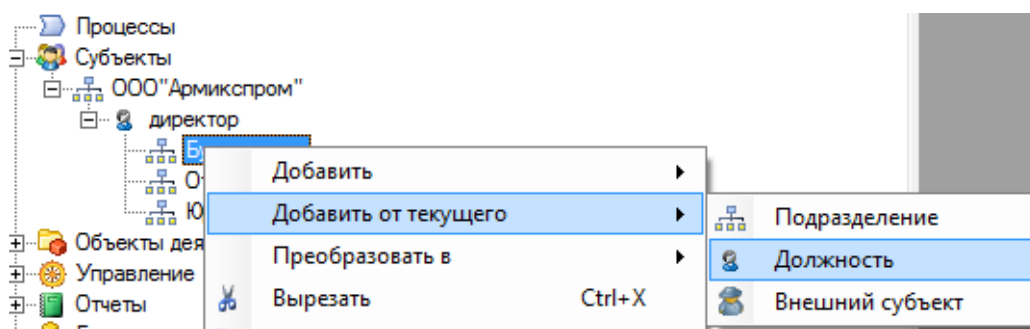 Процессы
Субъекты
ООО"Армикспром"
директор
Добавить
Добавить от текущего
Подразделение
Объекты
Преобразовать в
Должность
Управление
Вырезать Ctrl+X
Внешний субъект
Отчеты